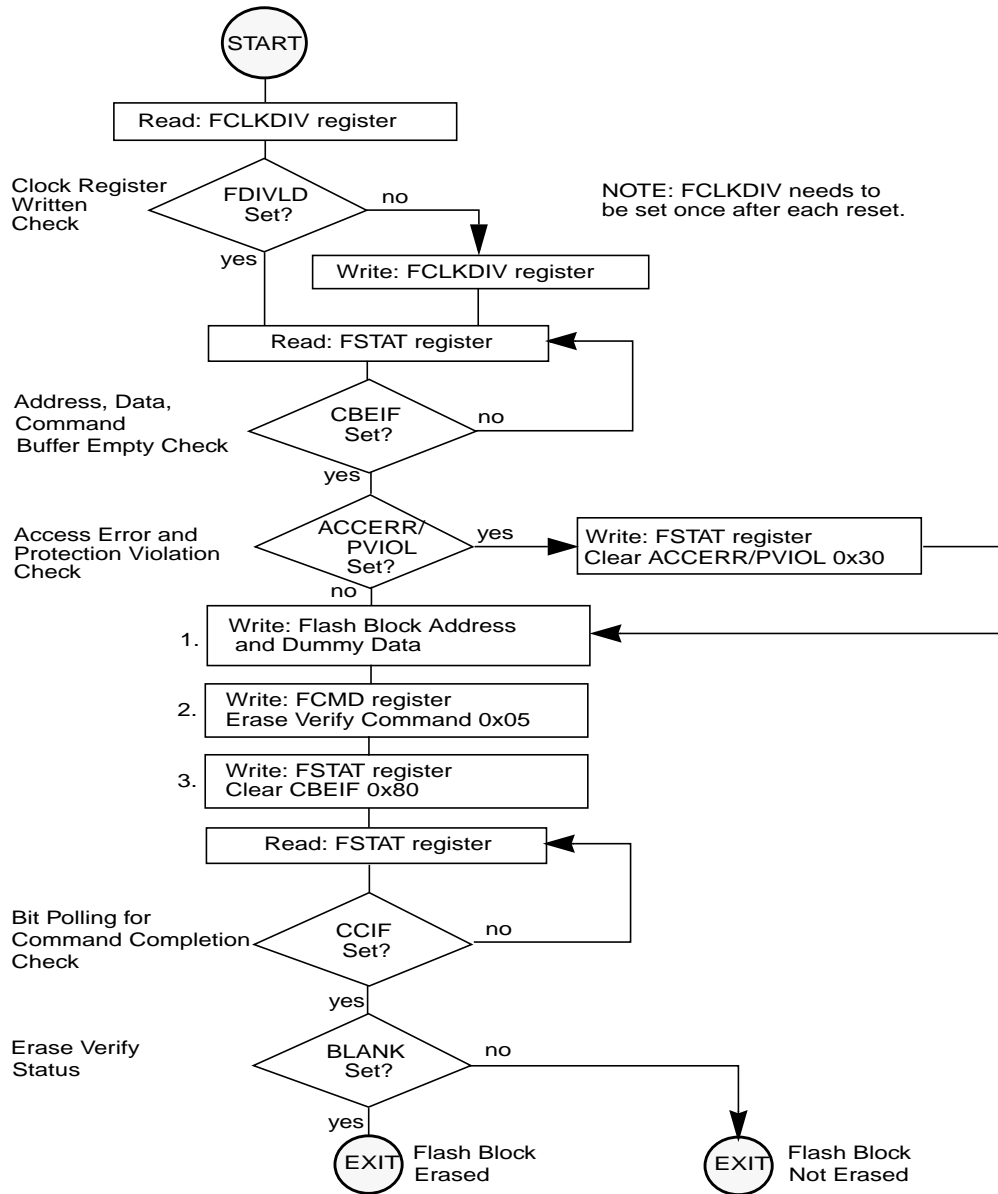 START
Read: FCLKDIV register
Clock Register
Written
Check
FDIVLD
Set?
no
yes
NOTE: FCLKDIV needs to
be set once after each reset.
Write: FCLKDIV register
Read: FSTAT register
Address, Data,
Command
Buffer Empty Check
CBEIF
Set?
no
yes
Access Error and
Protection Violation
Check
ACCERR/
PVIOL
Set?
yes
no
Write: FSTAT register
Clear ACCERR/PVIOL 0x30
1.
Write: Flash Block Address
and Dummy Data
2.
Write: FCMD register
Erase Verify Command 0x05
3.
Write: FSTAT register
Clear CBEIF 0x80
Read: FSTAT register
Bit Polling for
Command Completion
Check
CCIF
Set?
no
yes
Erase Verify
Status
BLANK
Set?
no
yes
EXIT
Flash Block
Erased
EXIT
Flash Block
Not Erased